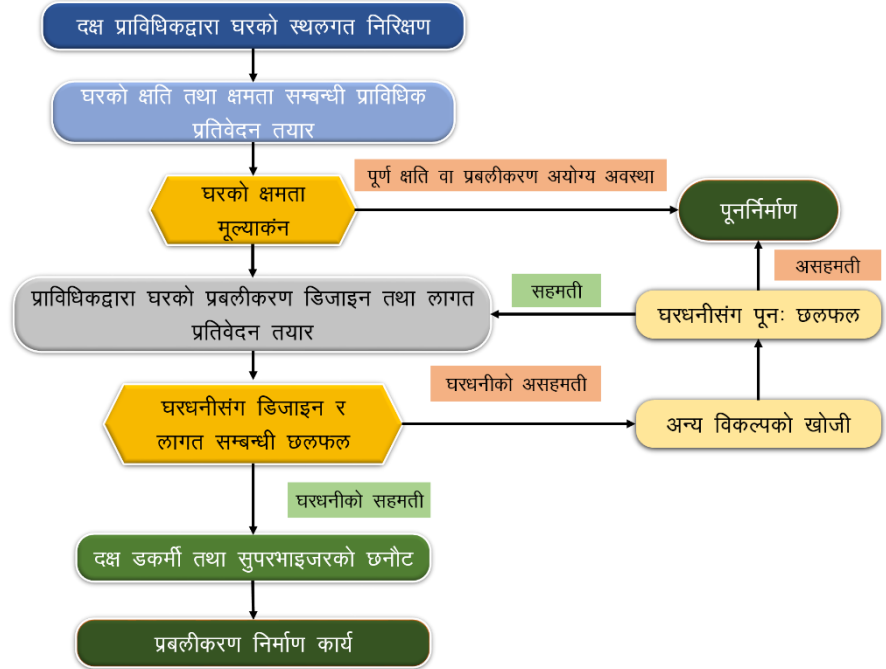 दक्ष प्राविधिकद्वारा घरको स्थलगत निरिक्षण
घरको क्षति तथा क्षमता सम्बन्धी प्राविधिक
प्रतिवेदन तयार
घरको क्षमता
मूल्याकंन
पूर्ण क्षति वा प्रबलीकरण अयोग्य अवस्था
पूनर्निर्माण
असहमती
प्राविधिकद्वारा घरको प्रबलीकरण डिजाइन तथा लागत
प्रतिवेदन तयार
सहमती
घरधनीसंग पूनः छलफल
घरधनीसंग डिजाइन र
लागत सम्बन्धी छलफल
घरधनीको असहमती
अन्य विकल्पको खोजी
घरधनीको सहमती
दक्ष डकर्मी तथा सुपरभाइजरको छनौट
प्रबलीकरण निर्माण कार्य